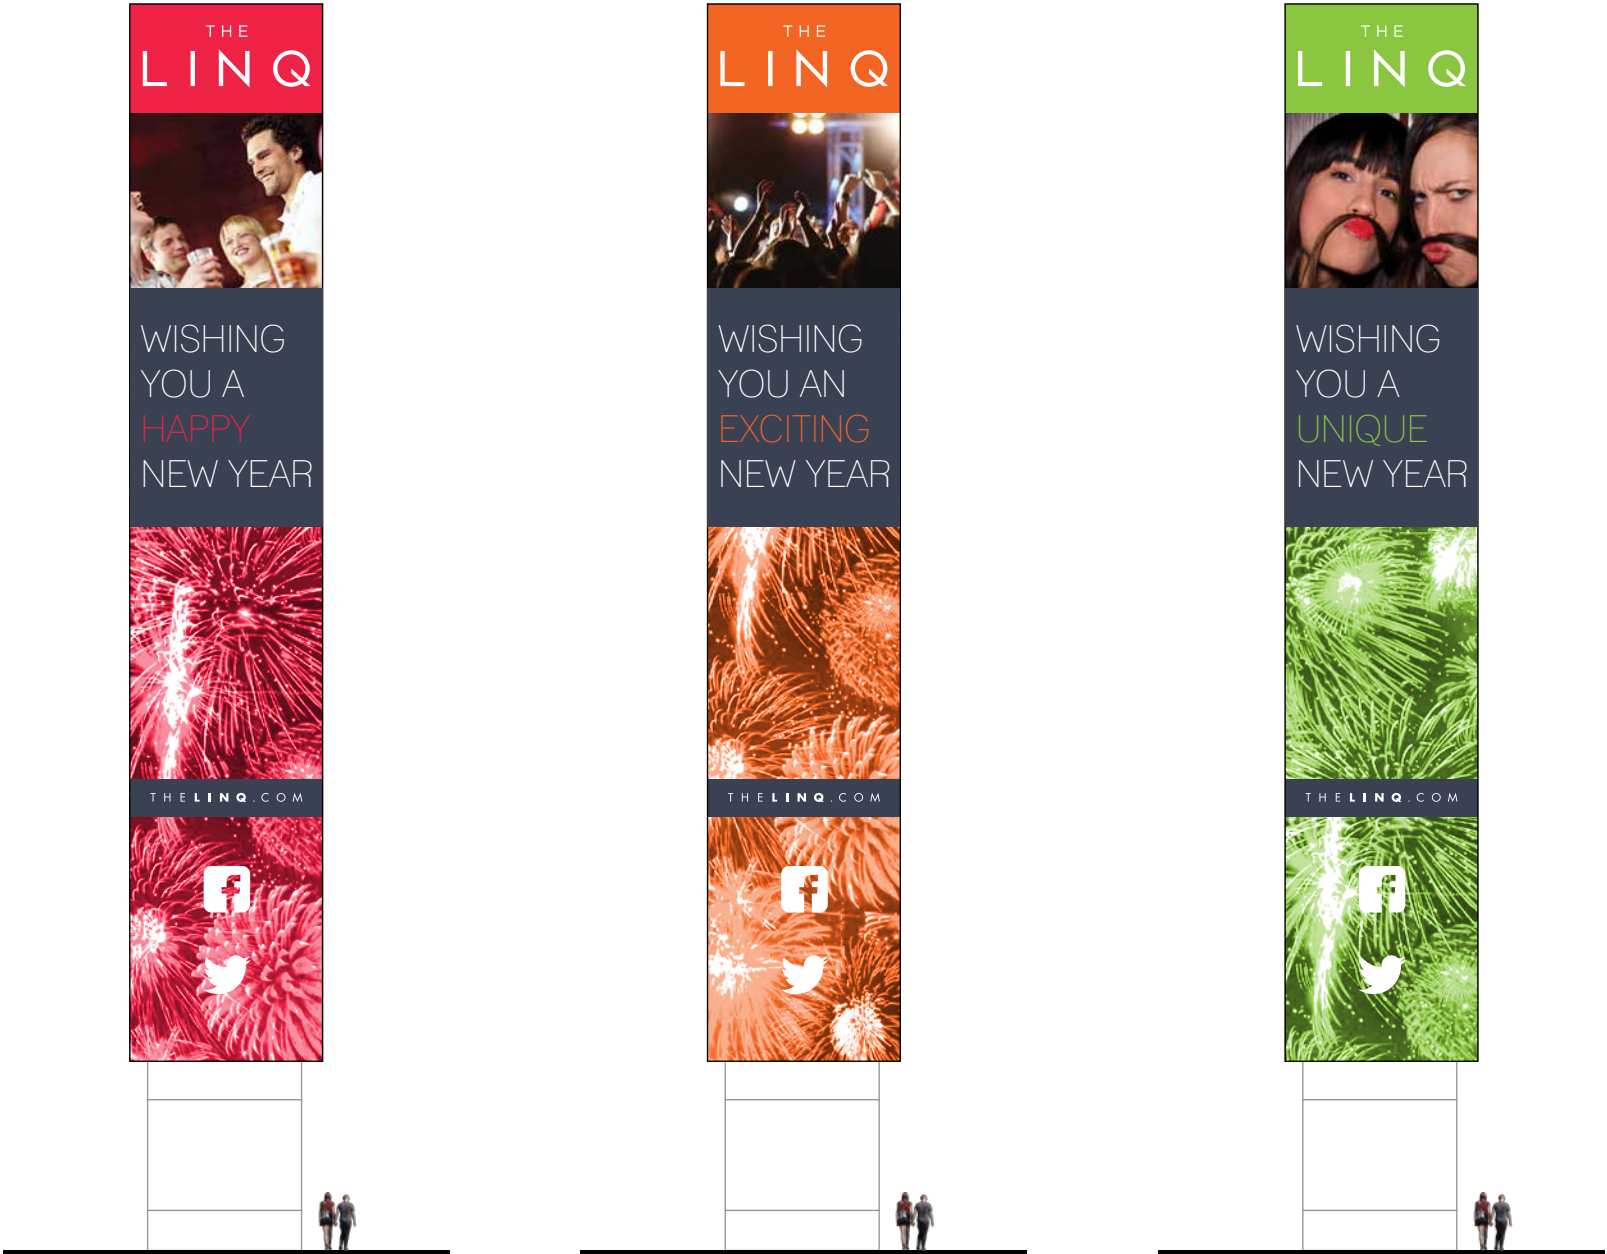 THE
LINQ
WISHING
YOU A
HAPPY
NEW YEAR
THELINQ.COM
THE
LINQ
WISHING
YOU AN
EXCITING
NEW YEAR
THELINQ.COM
THE
LINQ
WISHING
YOU A
UNIQUE
NEW YEAR
THELINQ.COM